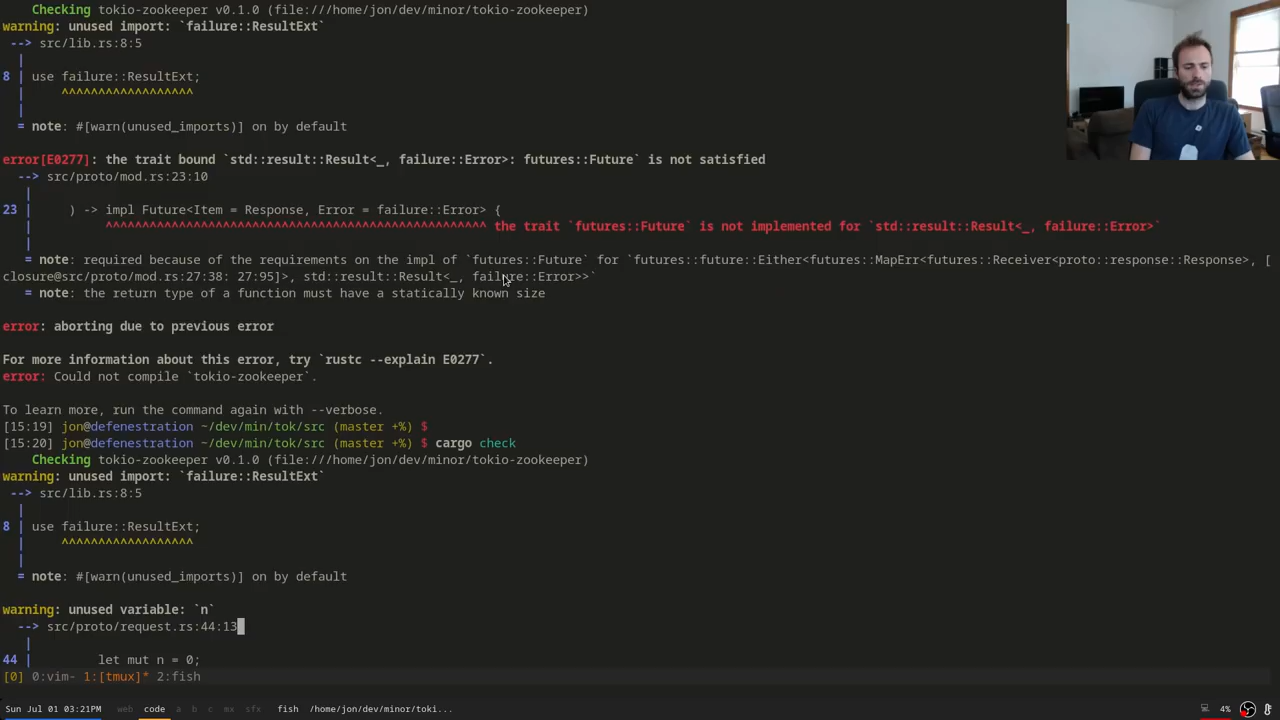 Checking tokio-zookeeper v0.1.0 (file:///home/jon/dev/minor/tokio-zookeeper)
warning: unused import: `failure::ResultExt`
  --> src/lib.rs:8:5
   |
8  | use failure::ResultExt;
   |     ^^^^^^^^^^^^^^^^^^
   |
   = note: #[warn(unused_imports)] on by default
error[E0277]: the trait bound `std::result::Result<_, failure::Error>: futures::Future` is not satisfied
  --> src/proto/mod.rs:23:10
   |
23 |     ) -> impl Future<Item = Response, Error = failure::Error> {
   |          ^^^^^^^^^^^^^^^^^^^^^^^^^^^^^^^^^^^^^^^^^^^^^^^^^^^^ the trait `futures::Future` is not implemented for `std::result::Result<_, failure::Error>`
   |
   = note: required because of the requirements on the impl of `futures::Future` for `futures::future::Either<futures::MapErr<futures::Receiver<proto::response::Response>, [
closure@src/proto/mod.rs:27:38: 27:95]>, std::result::Result<_, failure::Error>>`
   = note: the return type of a function must have a statically known size
error: aborting due to previous error
For more information about this error, try `rustc --explain E0277`.
error: Could not compile `tokio-zookeeper`.
To learn more, run the command again with --verbose.
[15:19] jon@defenestration ~/dev/min/tok/src (master +%) $
[15:20] jon@defenestration ~/dev/min/tok/src (master +%) $ cargo check
    Checking tokio-zookeeper v0.1.0 (file:///home/jon/dev/minor/tokio-zookeeper)
warning: unused import: `failure::ResultExt`
  --> src/lib.rs:8:5
   |
8  | use failure::ResultExt;
   |     ^^^^^^^^^^^^^^^^^^
   |
   = note: #[warn(unused_imports)] on by default
warning: unused variable: `n`
  --> src/proto/request.rs:44:13
   |
44 |         let mut n = 0;
[0] 0:vim- 1:[tmux]* 2:fish
Sun Jul 01 03:21PM web code a b c mx sfx fish /home/jon/dev/minor/toki... 4%